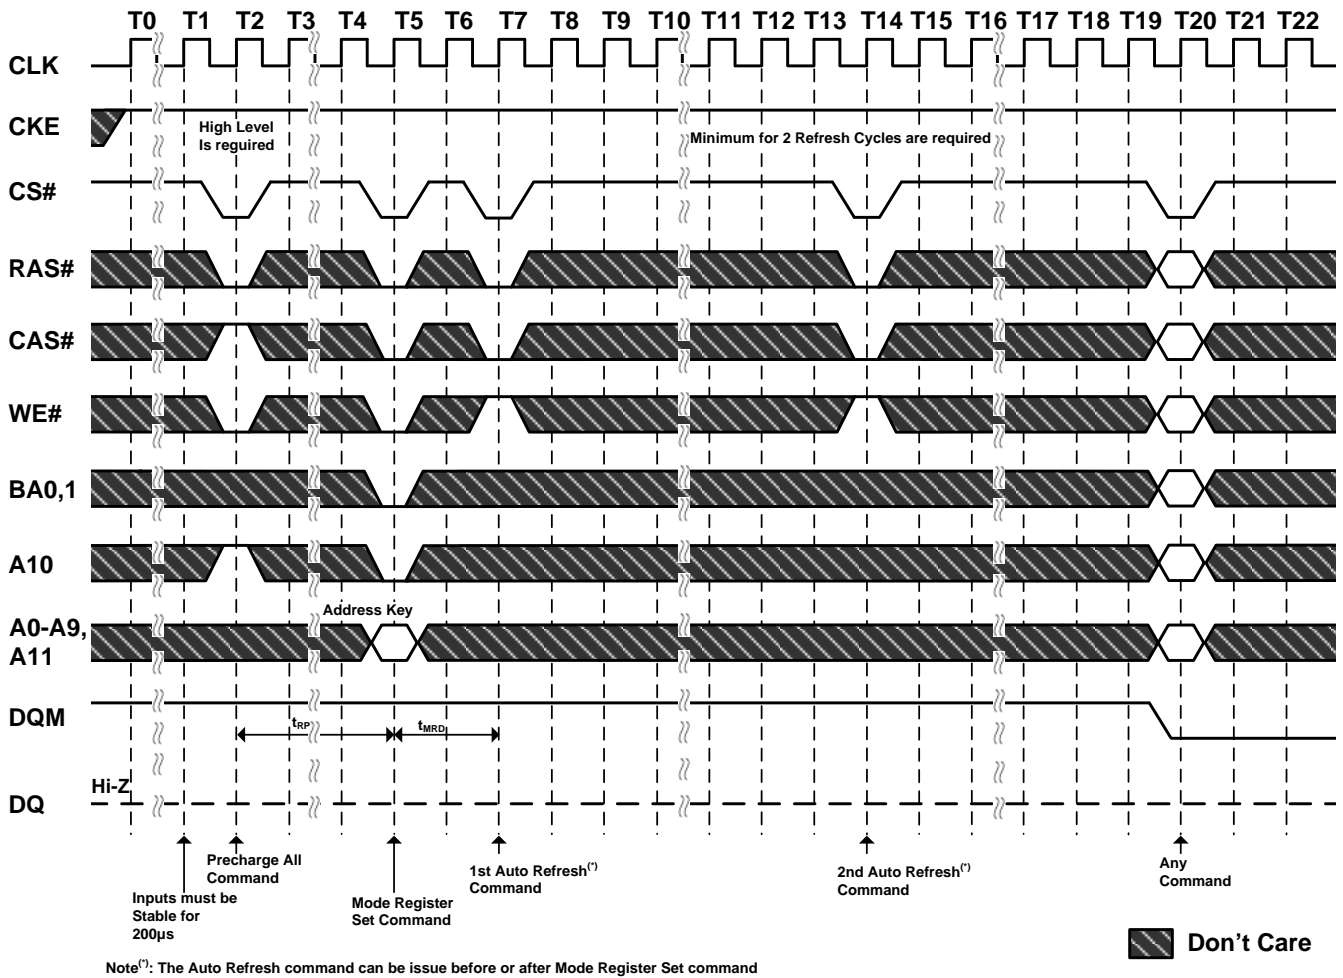 T0 T1 T2 T3 T4 T5 T6 T7 T8 T9 T10 T11 T12 T13 T14 T15 T16 T17 T18 T19 T20 T21 T22
CLK
CKE
High Level
Is reguired
Minimum for 2 Refresh Cycles are required
CS#
RAS#
CAS#
WE#
BA0,1
A10
Address Key
A0-A9,
A11
DQM
tRP
tMRD
Hi-Z
DQ
Inputs must be
Stable for
200µs
Precharge All
Command
Mode Register
Set Command
1st Auto Refresh(*)
Command
2nd Auto Refresh(*)
Command
Any
Command
Don't Care
Note(*): The Auto Refresh command can be issue before or after Mode Register Set command